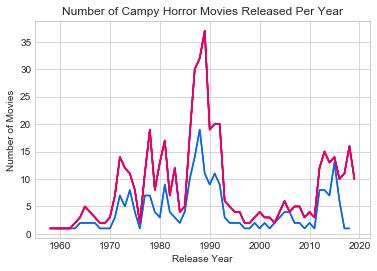 Number of Campy Horror Movies Released Per Year
Number of Movies
35
30
25
20
15
10
5
0
1960 1970 1980 1990 2000 2010 2020
Release Year